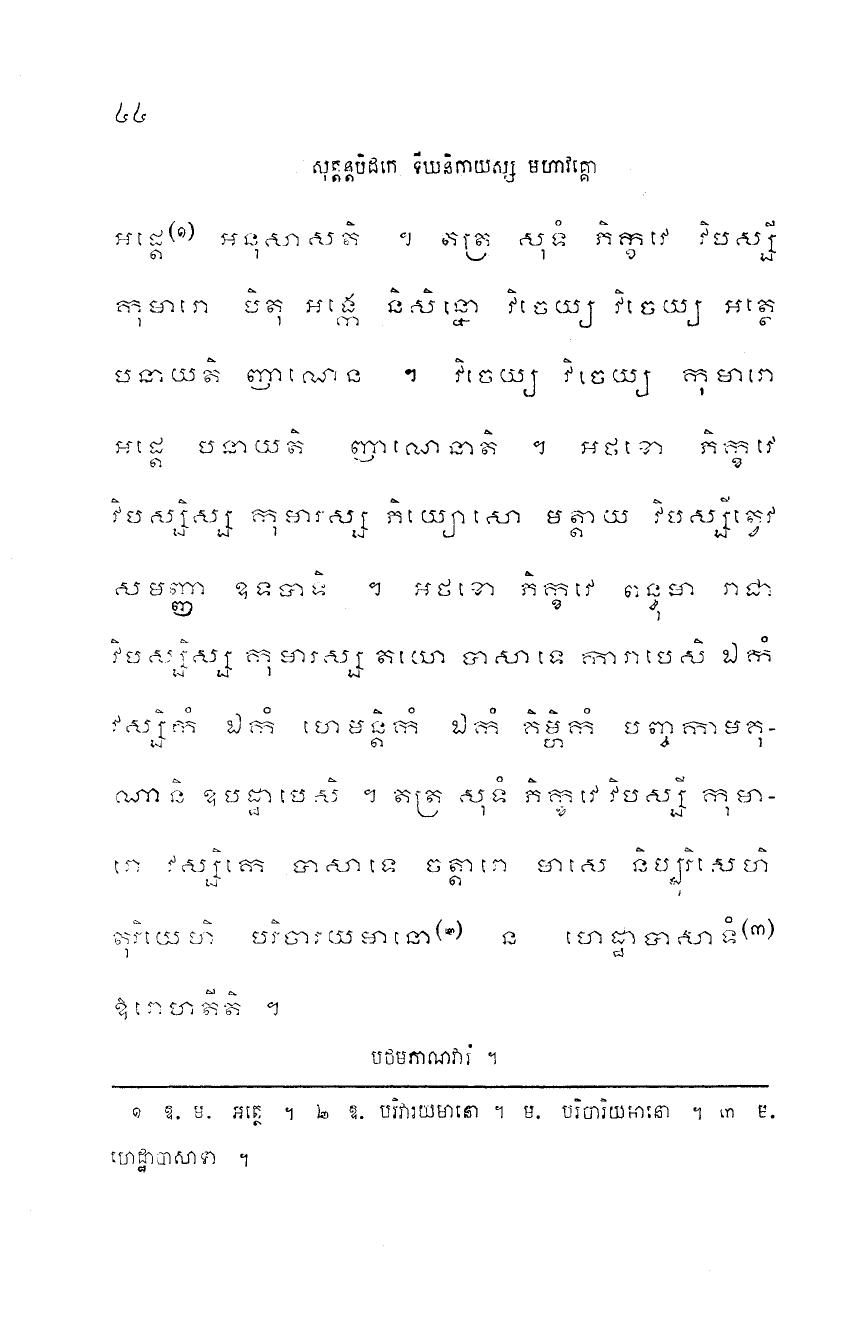 ៤៤
សុត្តន្តបិដកេ ទីឃនិកាយស្ស មហាវគ្គោ
អដ្តេ(១) អនុសាសតិ ។ តត្រ សុទំ ភិក្ខវេ វិបស្សី
កុមារោ បិតុ អង្កេ និសិន្នោ វិចេយ្យ វិចេយ្យ អត្ថេ
បនាយតិ ញាណេន ។ វិចេយ្យ វិចេយ្យ កុមារោ
អដ្តេ បនាយតិ ញាណេនាតិ ។ អថខោ ភិក្ខវេ
វិបស្សិស្ស កុមារស្ស ភិយ្យោសោ មត្តាយ វិបស្សីត្វេវ
សមញ្ញា ឧទបាទិ ។ អថខោ ភិក្ខវេ ពន្ធុមា រាជា
វិបស្សិស្ស កុមារស្ស តយោ បាសាទេ ការាបេសិ ឯកំ
វស្សិកំ ឯកំ ហេមន្តិកំ ឯកំ គិម្ហិកំ បញ្ចកាមគុ-
ណានិ ឧបដ្ឋាបេសិ ។ តត្រ សុទំ ភិក្ខវេ វិបស្សី កុមា-
រោ វស្សិកេ បាសាទេ ចត្តារោ មាសេ និប្បុរិសេហិ
តុរិយេហិ បរិចារយមានោ(២) ន ហេដ្ឋាបាសាទំ(៣)
ឱរោហតីតិ ។
បឋមភាណវារំ ។
១ ឱ. ម. អត្ថេ ។ ២ ឱ. បរិវារយមានោ ។ ម. បរិចារិយមានោ ។ ៣ ម.
ហេដ្ឋាបាសាទា ។